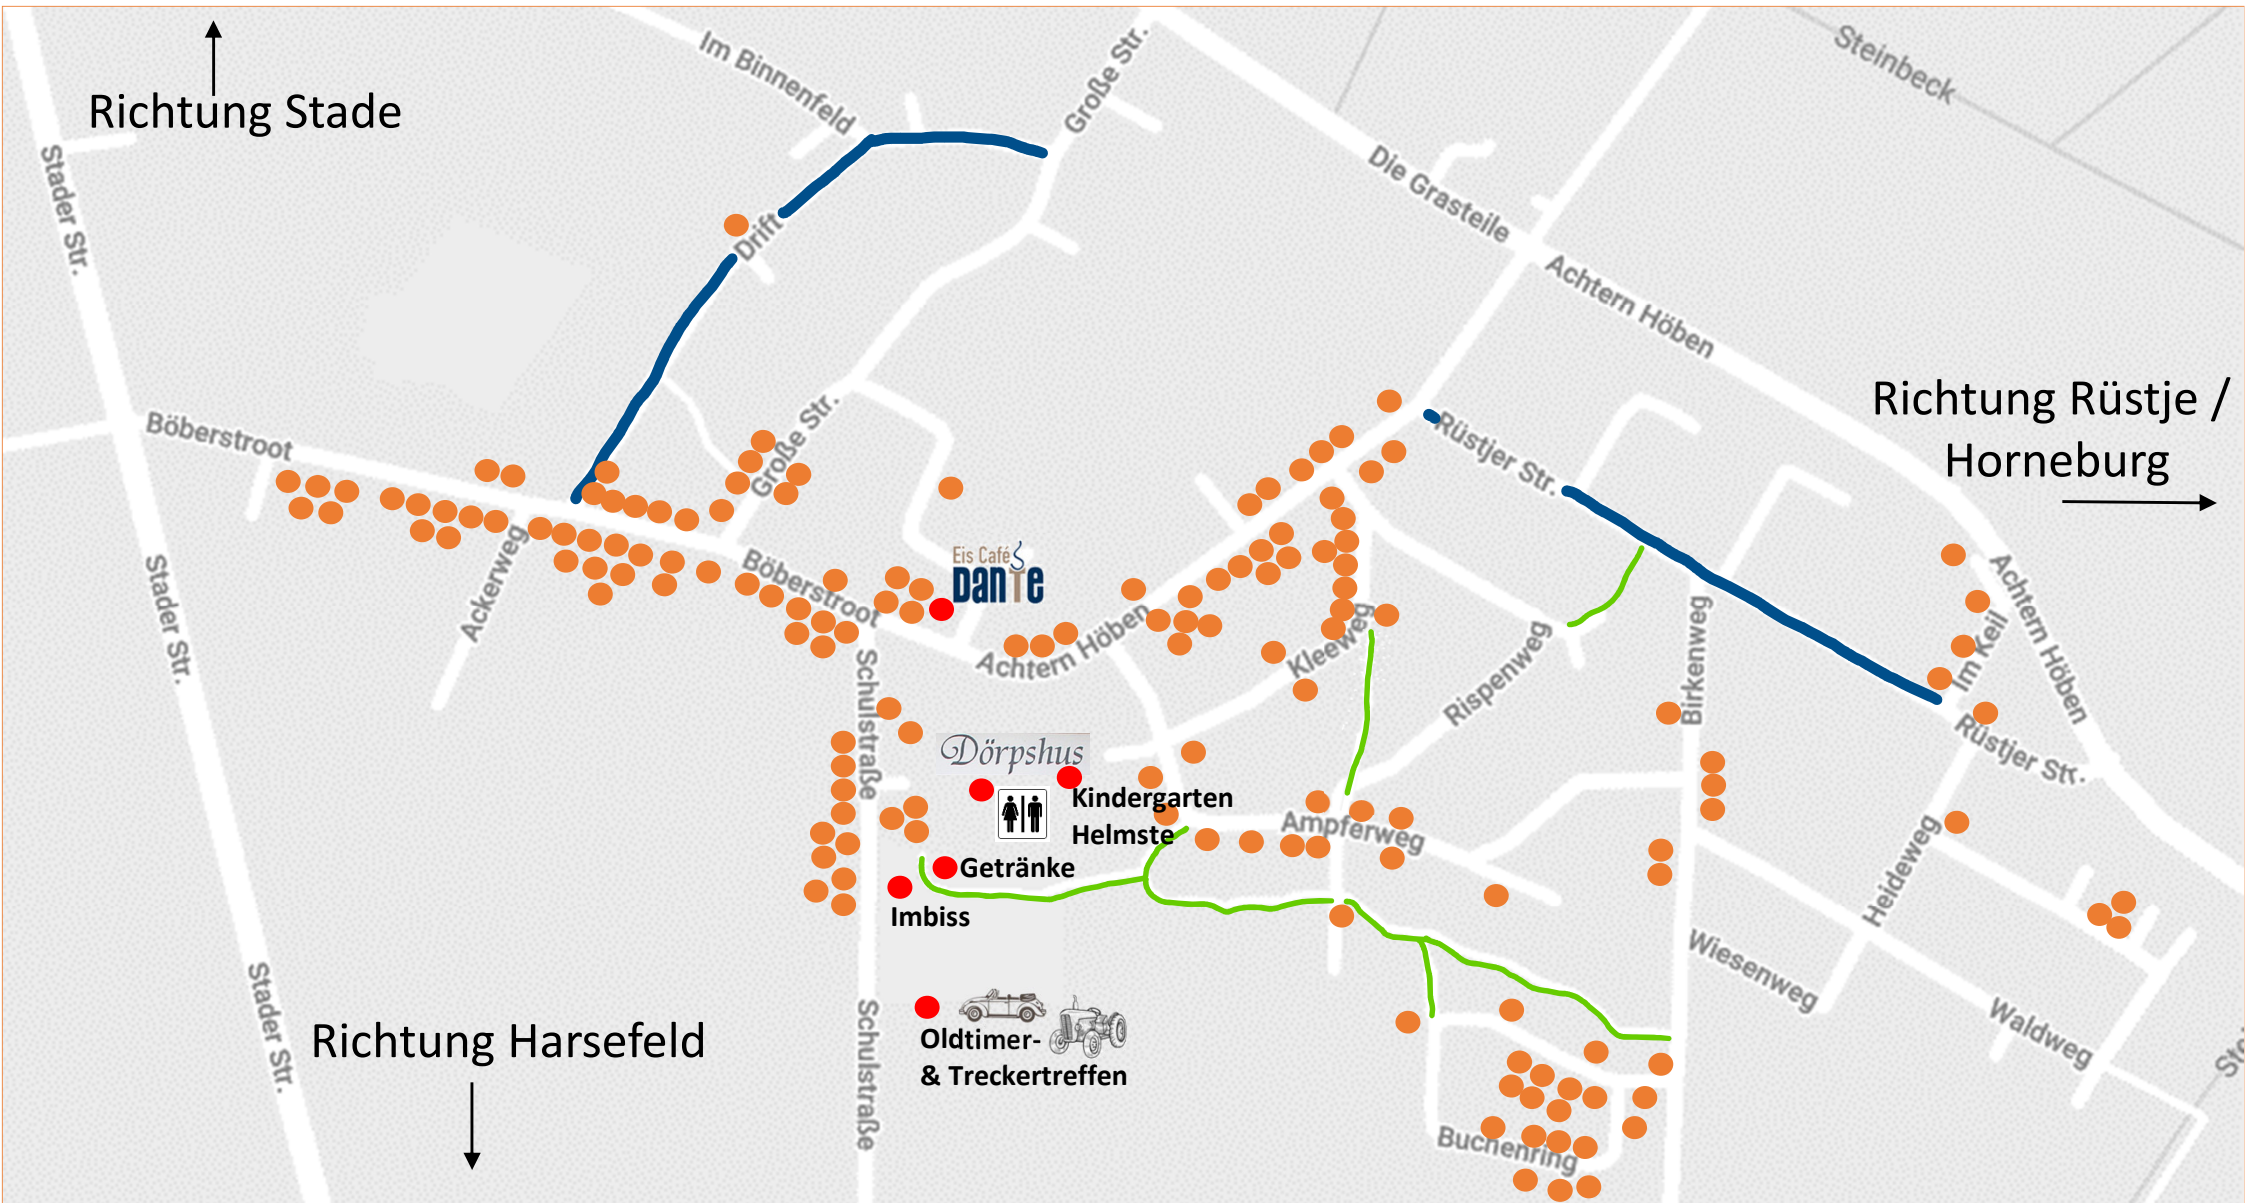 Im Binnenfeld
Große Str.
Steinbeck
Richtung Stade
Stader Str.
Die Grasteile
Drift
Achtern Höben
Richtung Rüstje /
Horneburg
Böberstroot
Große Str.
Rüstjer Str.
Ackerweg
Eis Café
DANTE
Böberstroot
Achtern Höben
Kleeweg
Rispenweg
Birkenweg
Im Keil
Achtern Höben
Stader Str.
Schulstraße
Dörpshus
Rüstjer Str.
Kindergarten
Helmste
Ampferweg
Getränke
Imbiss
Heideweg
Wiesenweg
Waldweg
Stader Str.
Richtung Harsefeld
Schulstraße
Oldtimer-
& Treckertreffen
Buchenring